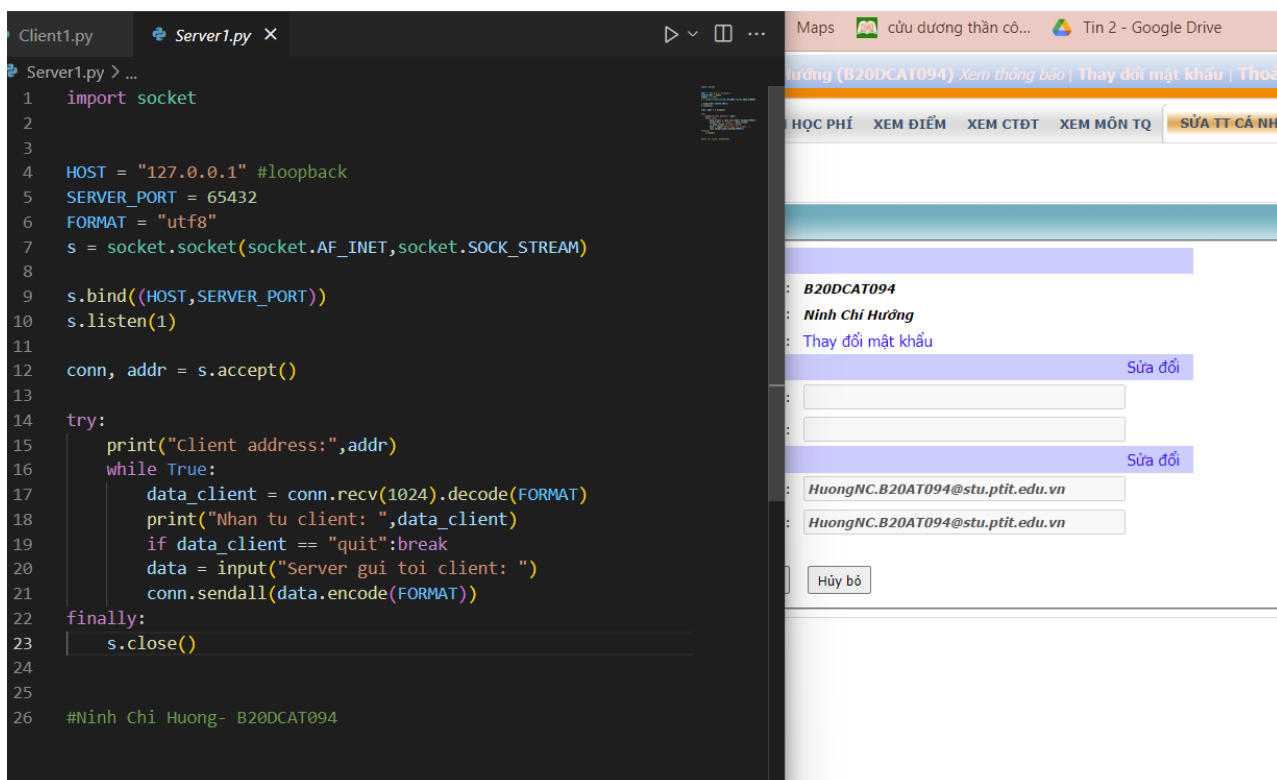 Client1.py
Server1.py
Server1.py > ...
1 import socket
2
3
4 HOST = "127.0.0.1" #loopback
5 SERVER_PORT = 65432
6 FORMAT = "utf8"
7 s = socket.socket(socket.AF_INET,socket.SOCK_STREAM)
8
9 s.bind((HOST,SERVER_PORT))
10 s.listen(1)
11
12 conn, addr = s.accept()
13
14 try:
15     print("Client address:",addr)
16     while True:
17         data_client = conn.recv(1024).decode(FORMAT)
18         print("Nhan tu client: ",data_client)
19         if data_client == "quit":break
20         data = input("Server gui toi client: ")
21         conn.sendall(data.encode(FORMAT))
22 finally:
23     s.close()
24
25
26 #Ninh Chi Huong- B20DCAT094
Maps cửu dương thần cô... Tin 2 - Google Drive
(B20DCAT094) Xem thông báo | Thay đổi mật khẩu |
HỌC PHÍ XEM ĐIỂM XEM CTĐT XEM MÔN TQ SỬA TT CÁ
: B20DCAT094
: Ninh Chí Hướng
: Thay đổi mật khẩu
Sửa đổi
:
:
Sửa đổi
: HuongNC.B20AT094@stu.ptit.edu.vn
: HuongNC.B20AT094@stu.ptit.edu.vn
Hủy bỏ